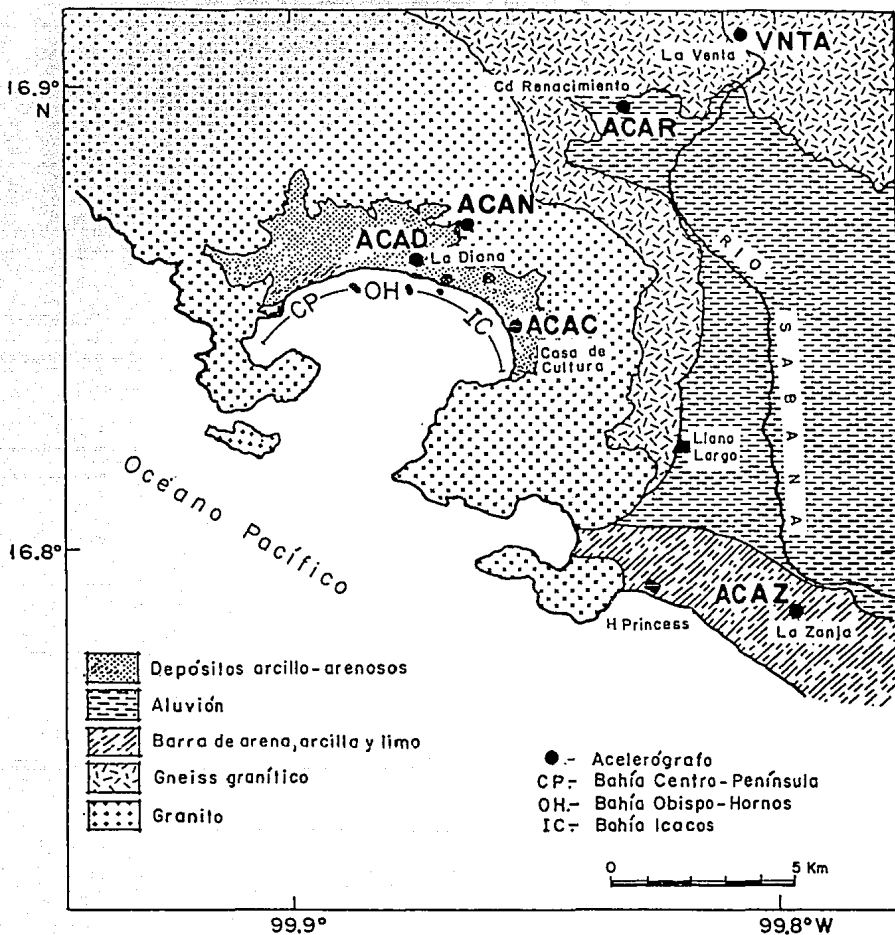 VNTA
La Venta
16.9°
N
Cd Renacimiento
ACAR
ACAN
ACAD
La Diana
RÍO
SABANA
CP
OH
IC
ACAC
Casa de
Cultura
Llano
Largo
Océano Pacífico
16.8°
ACAZ
H Princess
La Zanja
Depósitos arcillo-arenosos
Aluvión
Barra de arena, arcilla y limo
Gneiss granítico
Granito
●.- Acelerógrafo
CP.- Bahía Centro-Península
OH.- Bahía Obispo-Hornos
IC.- Bahía Icacos
0 5 Km
99.9° 99.8° W